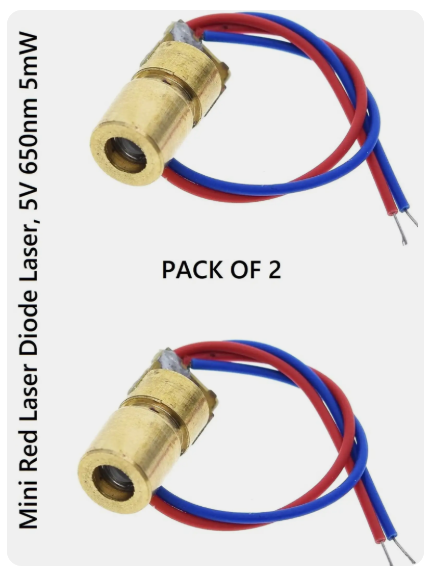 Mini Red Laser Diode Laser, 5V 650nm 5mW
PACK OF 2